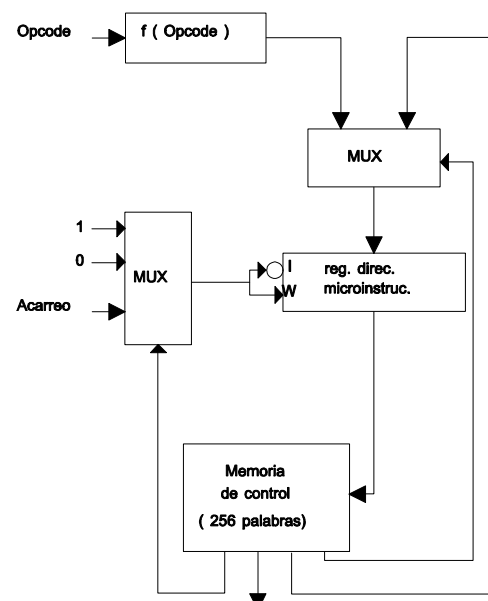 Opcode
f ( Opcode )
MUX
1
0
Acarreo
MUX
I
W
reg. direc.
microinstruc.
Memoria
de control
( 256 palabras)